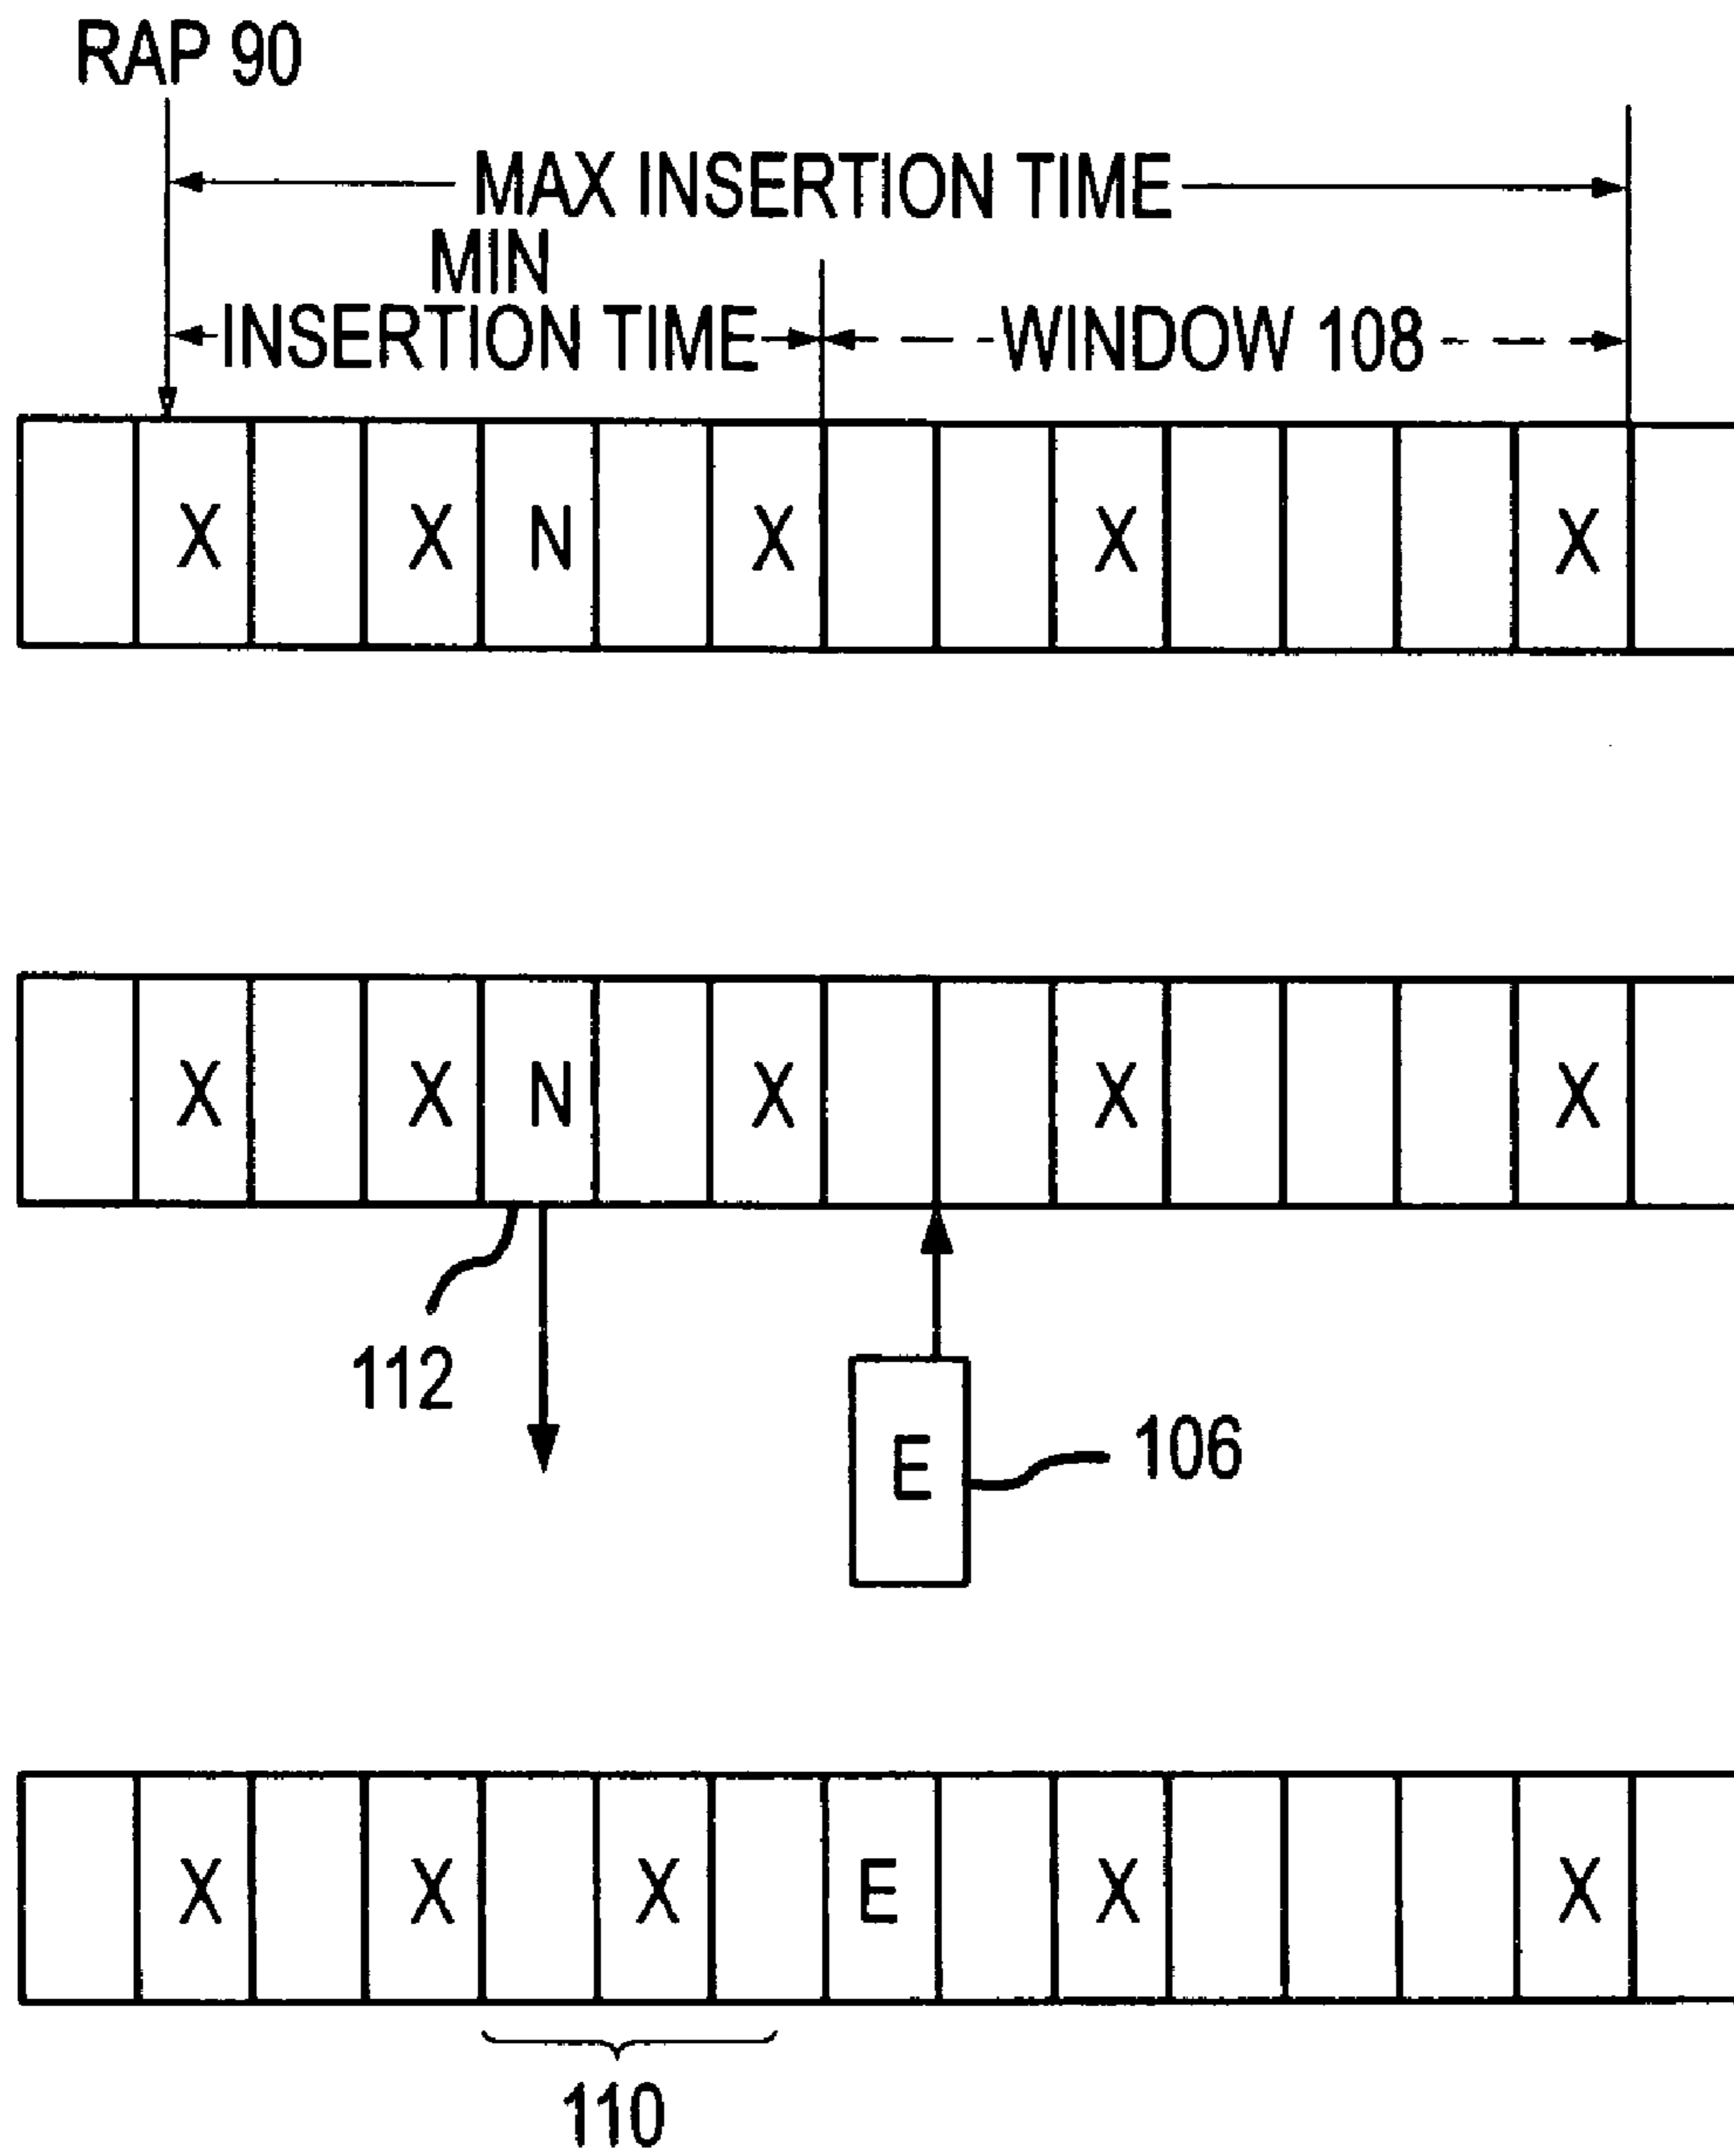 RAP 90
MAX INSERTION TIME
MIN
INSERTION TIME
WINDOW 108
X X N X X X
X X N X X X
112
E
106
X X X E X X
110